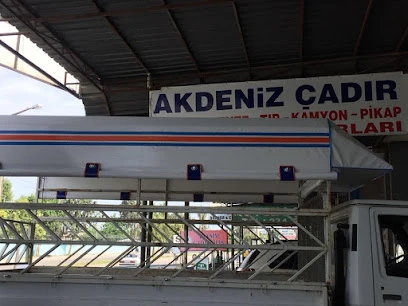 AKDENİZ ÇADIR
TIR - KAMYON - PİKAP